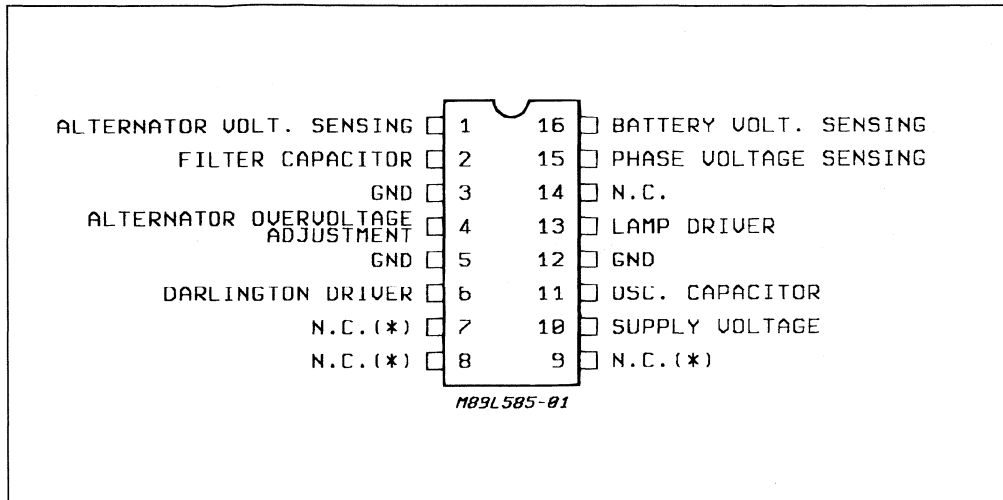 ALTERNATOR VOLT. SENSING 1 16 BATTERY VOLT. SENSING
FILTER CAPACITOR 2 15 PHASE VOLTAGE SENSING
GND 3 14 N.C.
ALTERNATOR OVERVOLTAGE
ADJUSTMENT 4 13 LAMP DRIVER
GND 5 12 GND
DARLINGTON DRIVER 6 11 OSC. CAPACITOR
N.C.(*) 7 10 SUPPLY VOLTAGE
N.C.(*) 8 9 N.C.(*)
M89L585-01